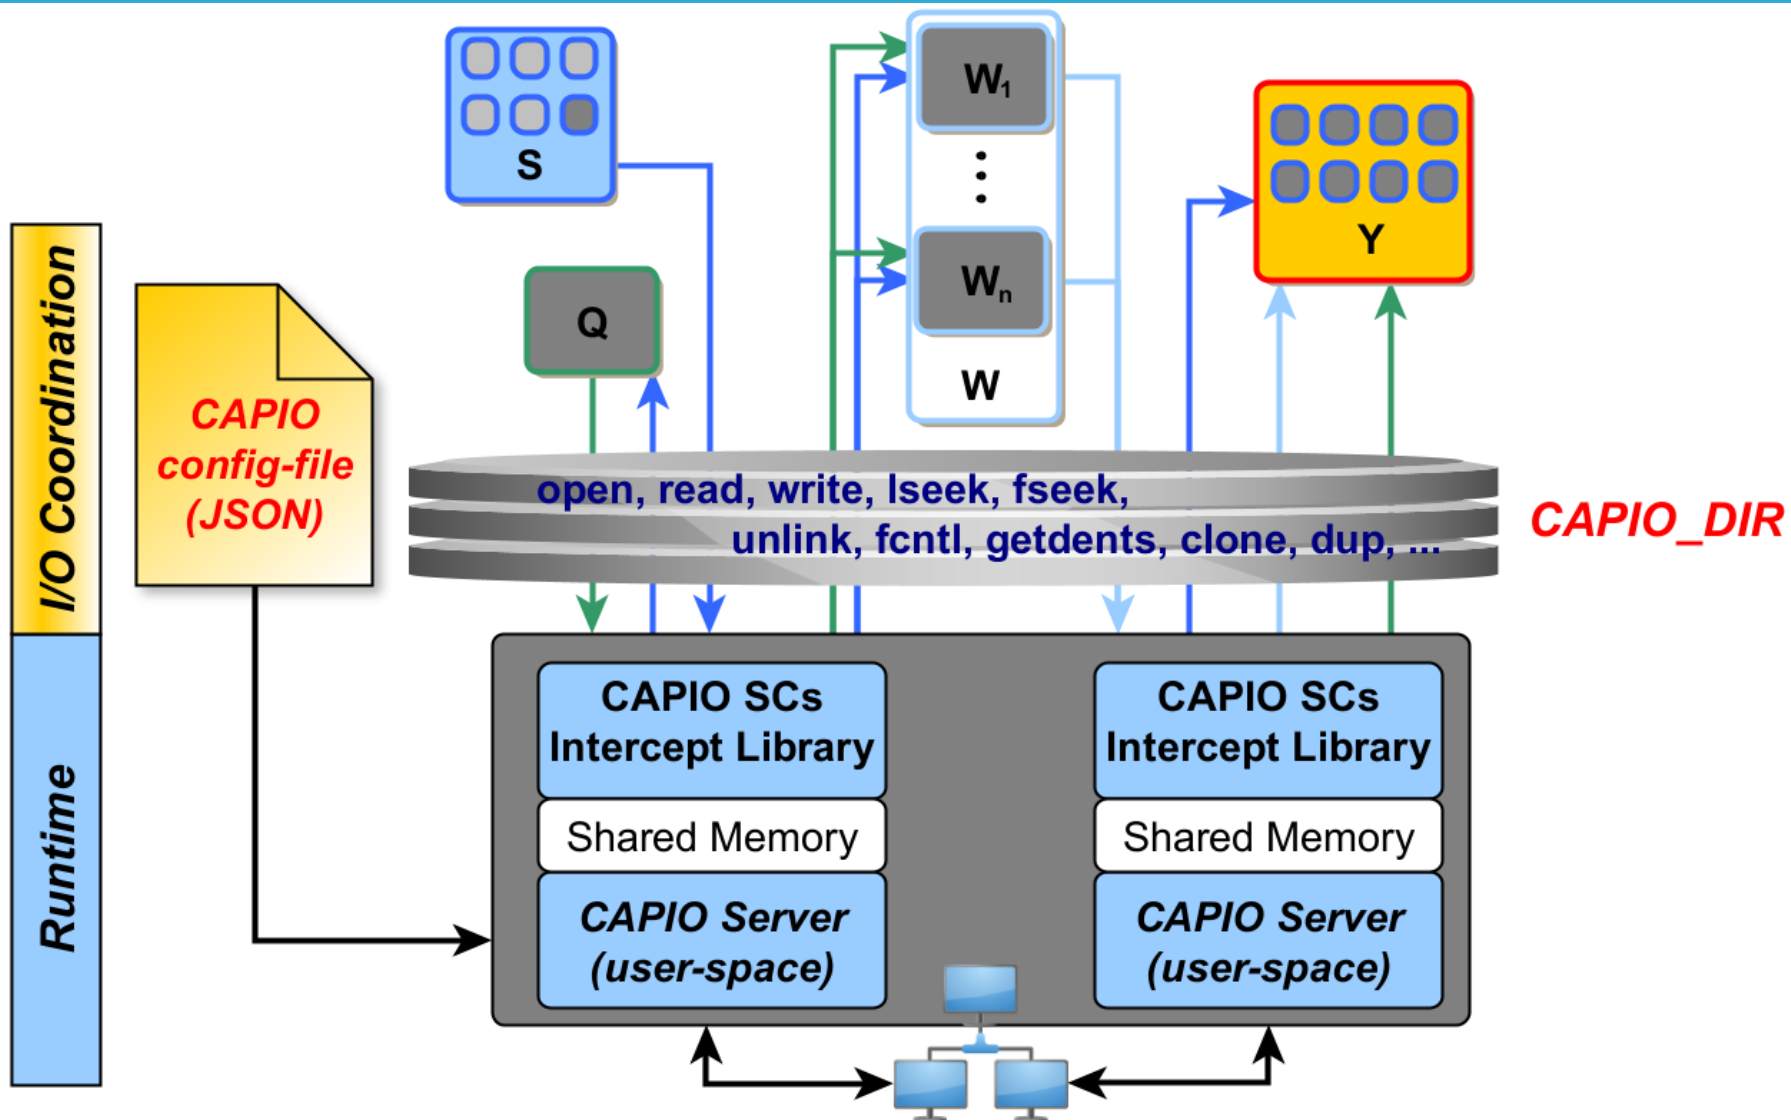 S
Q
W1
Wn
W
Y
I/O Coordination
Runtime
CAPIO
config-file
(JSON)
open, read, write, lseek, fseek,
unlink, fcntl, getdents, clone, dup, ...
CAPIO_DIR
CAPIO SCs
Intercept Library
Shared Memory
CAPIO Server
(user-space)
CAPIO SCs
Intercept Library
Shared Memory
CAPIO Server
(user-space)